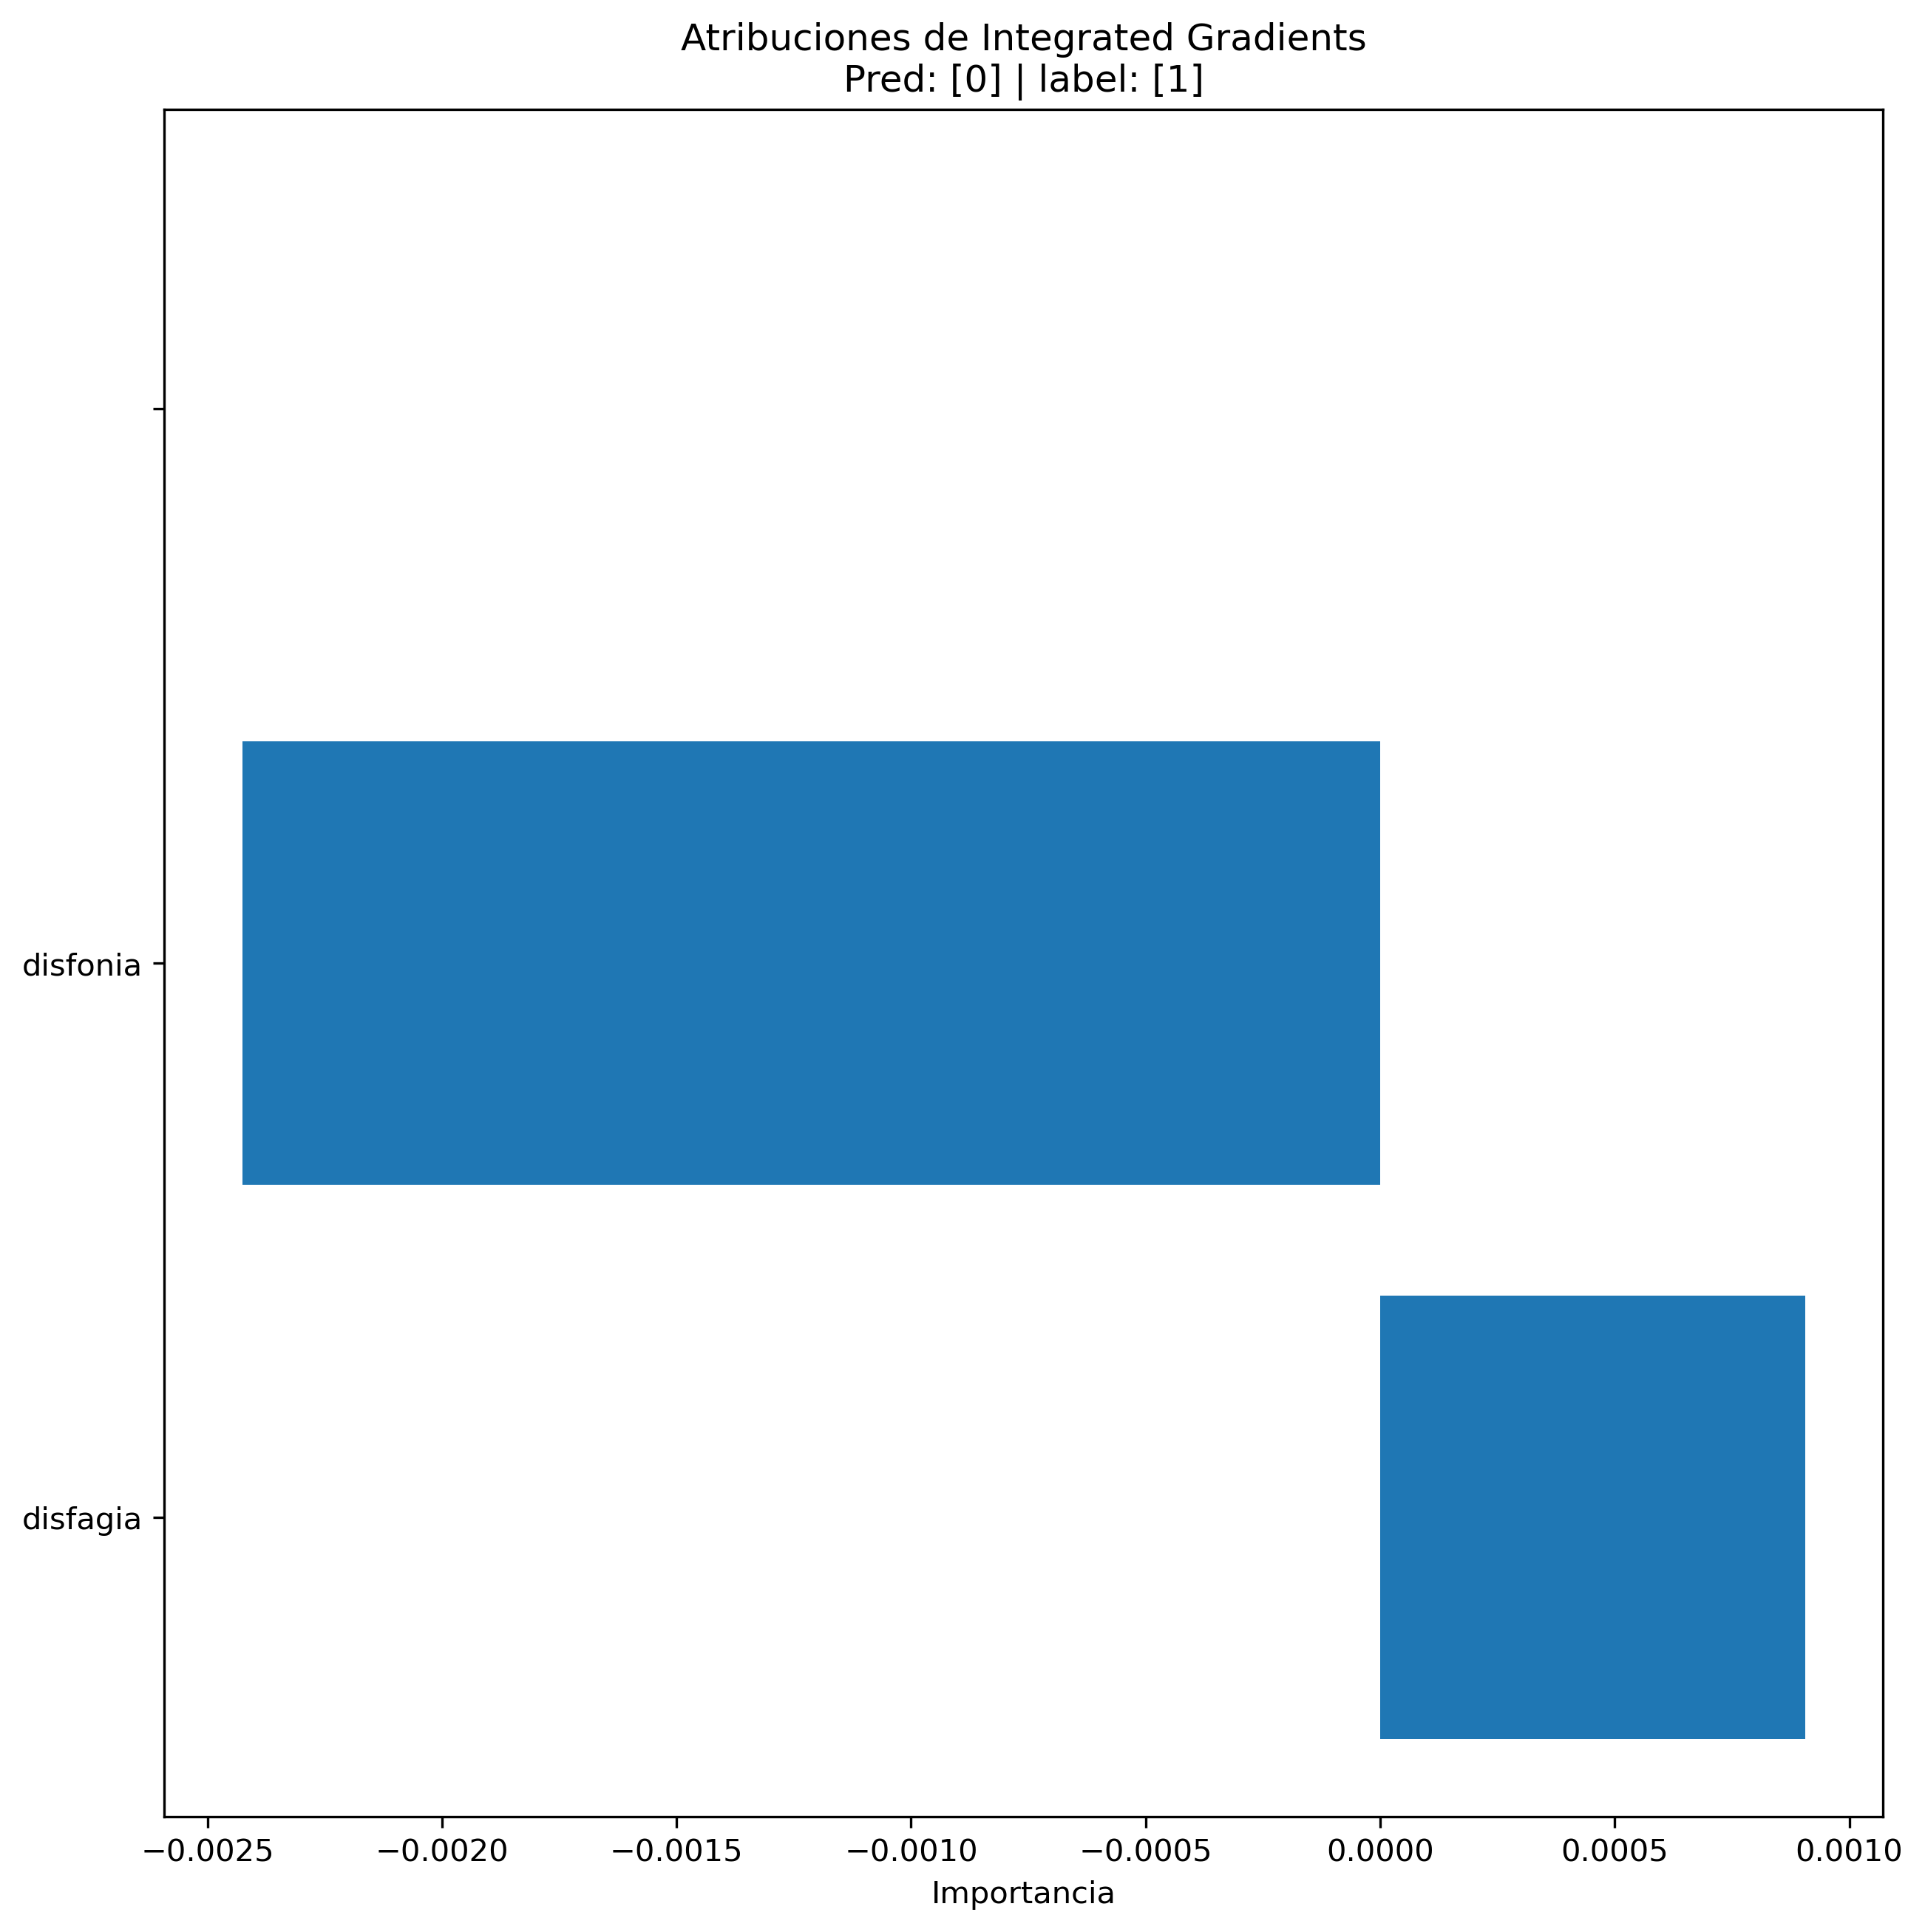 Atribuciones de Integrated Gradients
Pred: [0] | label: [1]
disfonia
disfagia
−0.0025 −0.0020 −0.0015 −0.0010 −0.0005 0.0000 0.0005 0.0010
Importancia